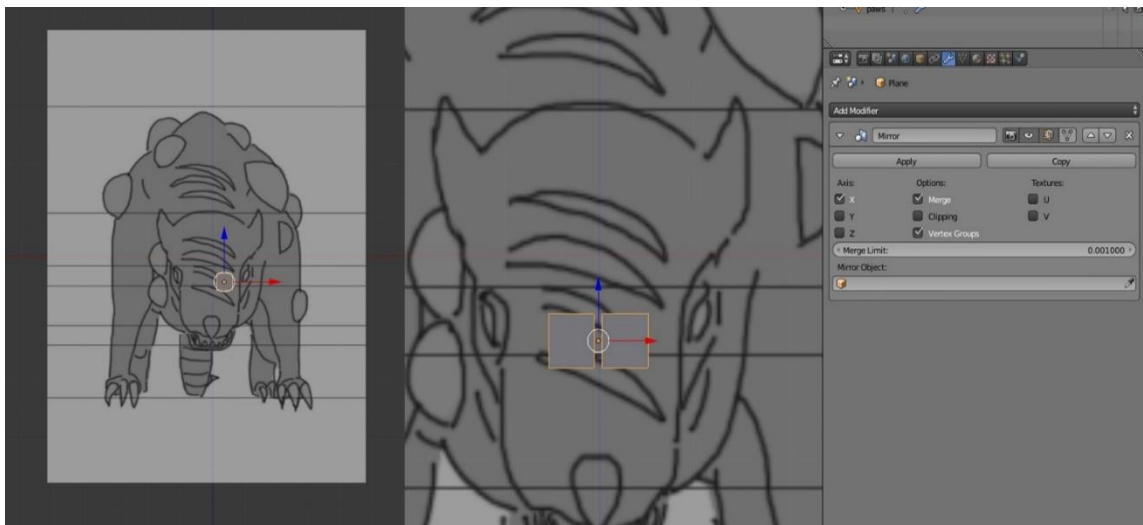 paws
Plane
Add Modifier
Mirror
Apply Copy
Axis: Options: Textures:
X Merge U
Y Clipping V
Z Vertex Groups
Merge Limit: 0.001000
Mirror Object: